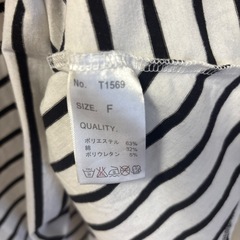 No. T1569
SIZE. F
QUALITY.
ポリエステル 63%
綿 32%
ポリウレタン 5%